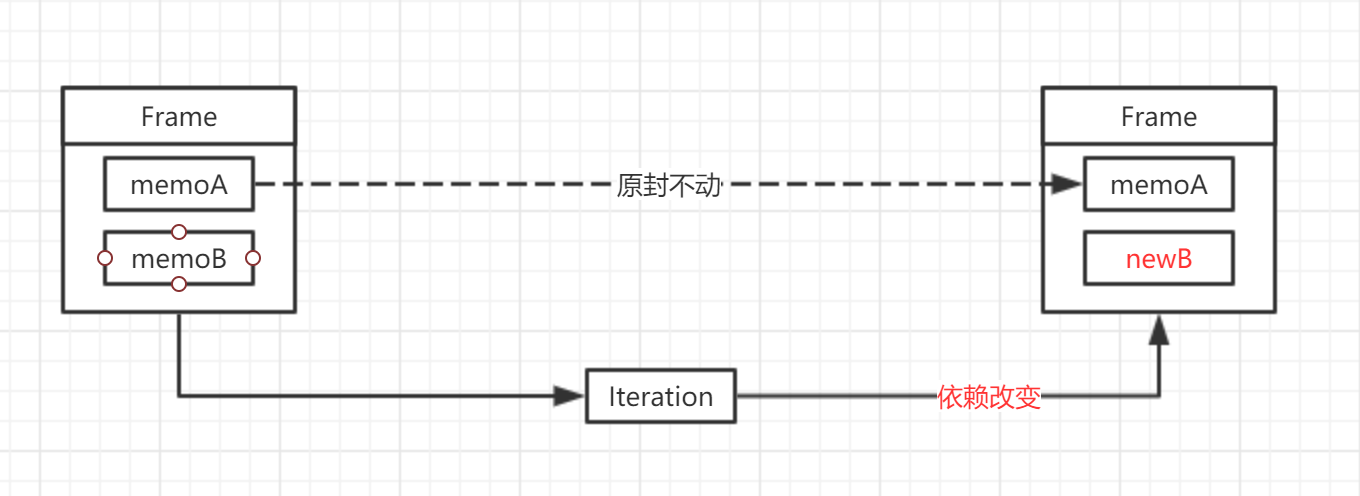 Frame
Frame
memoA
原封不动
memoA
memoB
newB
Iteration
依赖改变